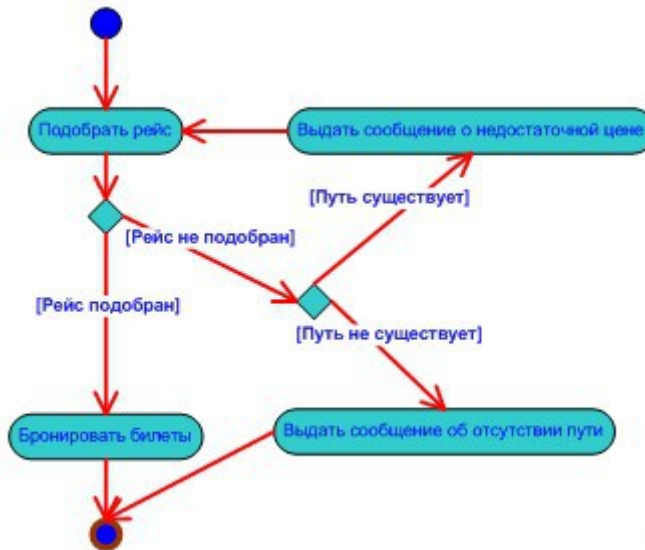 Подобрать рейс
Выдать сообщение о недостаточной цене
[Путь существует]
[Рейс не подобран]
[Рейс подобран]
[Путь не существует]
Бронировать билеты
Выдать сообщение об отсутствии пути